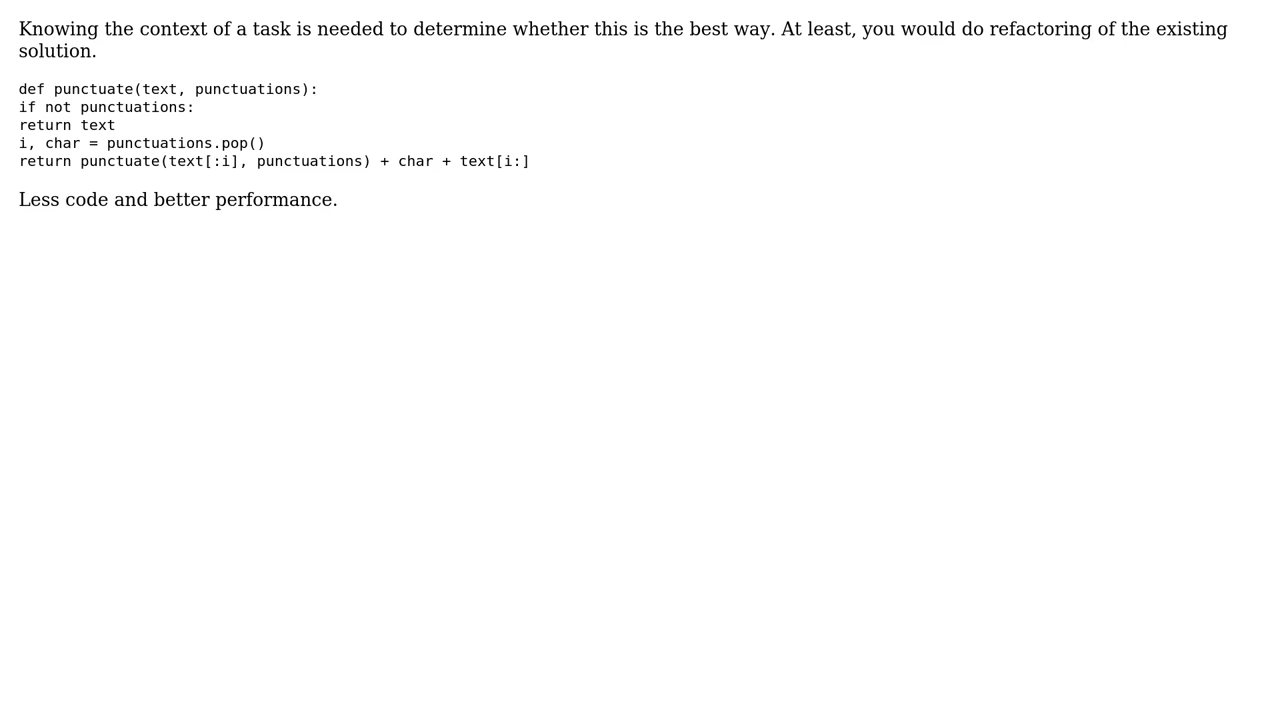 Knowing the context of a task is needed to determine whether this is the best way. At least, you would do refactoring of the existing
solution.
def punctuate(text, punctuations):
if not punctuations:
return text
i, char = punctuations.pop()
return punctuate(text[:i], punctuations) + char + text[i:]
Less code and better performance.